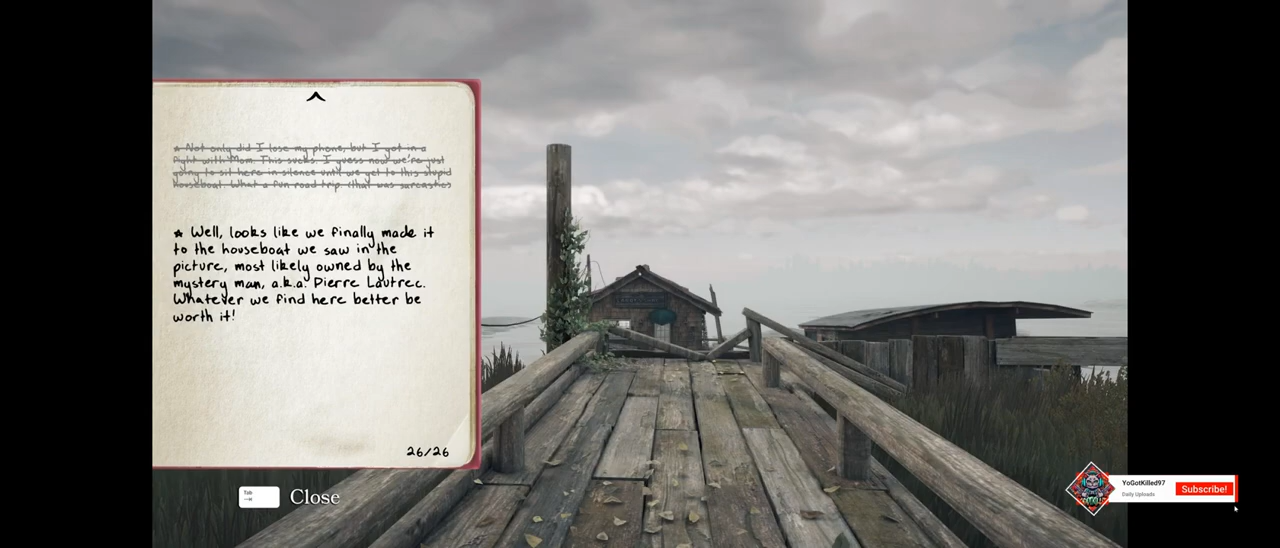 ★ Not only did I lose my phone, but I got in a
fight with Mom. This sucks. I guess now we're just
going to sit here in silence until we get to this stupid
houseboat. What a fun road trip. (that was sarcastic)
★ Well, looks like we finally made it
to the houseboat we saw in the
picture, most likely owned by the
mystery man, a.k.a. Pierre Lautrec.
Whatever we find here better be
worth it!
26/26
Tab
Close
YoGotKilled97
Daily Uploads
Subscribe!